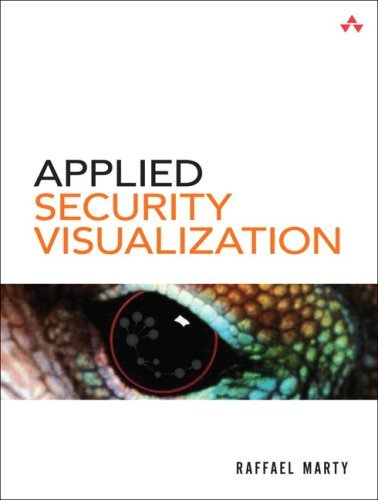 APPLIED
SECURITY
VISUALIZATION
RAFFAEL MARTY